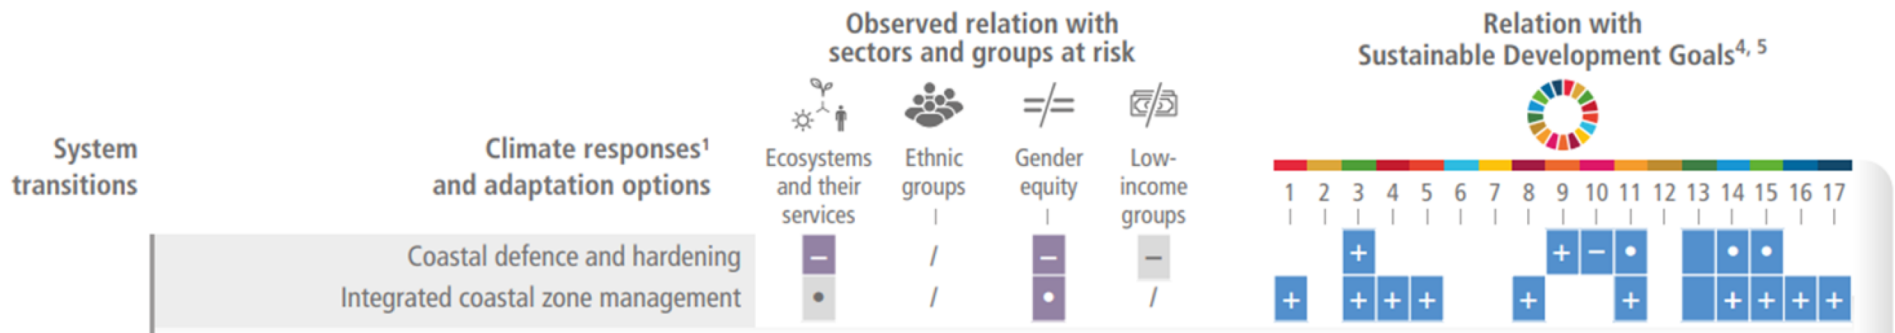 Observed relation with
sectors and groups at risk
Relation with
Sustainable Development Goals4, 5
System
transitions
Climate responses1
and adaptation options
Ecosystems
and their
services
Ethnic
groups
Gender
equity
Low-
income
groups
1 2 3 4 5 6 7 8 9 10 11 12 13 14 15 16 17
Coastal defence and hardening − / − − + + − • • •
Integrated coastal zone management • / • / + + + + + + + + + +